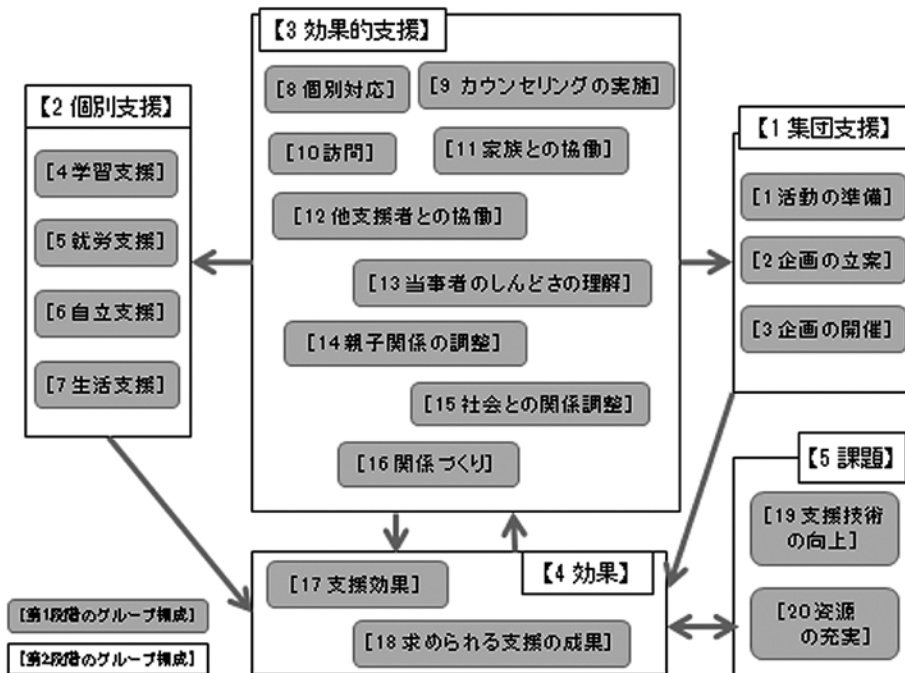 【3 効果的支援】
[8 個別対応]
[9 カウンセリングの実施]
[10 訪問]
[11 家族との協働]
[12 他支援者との協働]
[13 当事者のしんどさの理解]
[14 親子関係の調整]
[15 社会との関係調整]
[16 関係づくり]
【2 個別支援】
[4 学習支援]
[5 就労支援]
[6 自立支援]
[7 生活支援]
【1 集団支援】
[1 活動の準備]
[2 企画の立案]
[3 企画の開催]
【4 効果】
[17 支援効果]
[18 求められる支援の成果]
【5 課題】
[19 支援技術
の向上]
[20 資源
の充実]
[第1段階のグループ構成]
[第2段階のグループ構成]